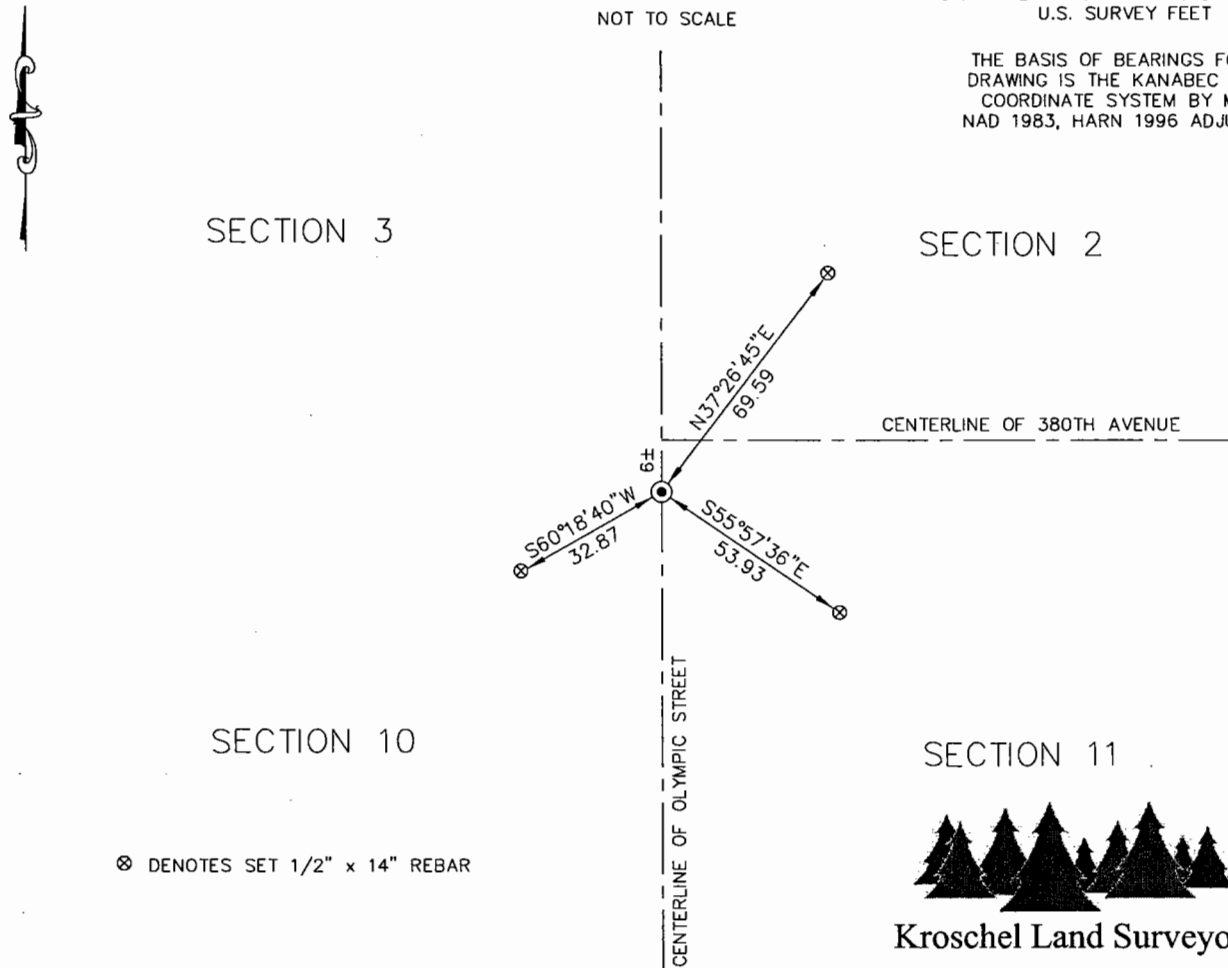 NOT TO SCALE
U.S. SURVEY FEET
THE BASIS OF BEARINGS
DRAWING IS THE KANABEC
COORDINATE SYSTEM BY
NAD 1983, HARN 1996
SECTION 3
SECTION 2
N37°26'45"E
69.59
CENTERLINE OF 380TH AVENUE
6±
S60°18'40"W
32.87
S55°57'36"E
53.93
CENTERLINE OF OLYMPIC STREET
SECTION 10
SECTION 11
⊗ DENOTES SET 1/2" x 14" REBAR
Kroschel Land